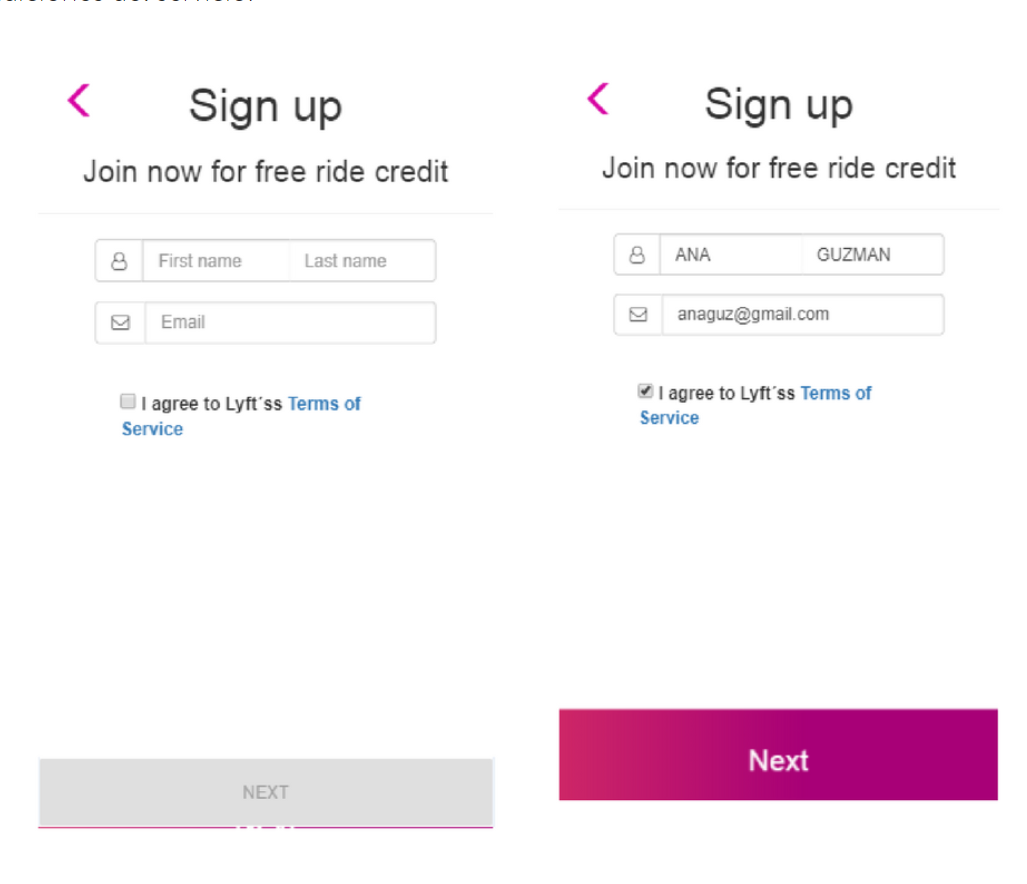 Sign up
Join now for free ride credit
First name Last name
Email
I agree to Lyft´ss Terms of
Service
NEXT
Sign up
Join now for free ride credit
ANA GUZMAN
anaguz@gmail.com
I agree to Lyft´ss Terms of
Service
Next